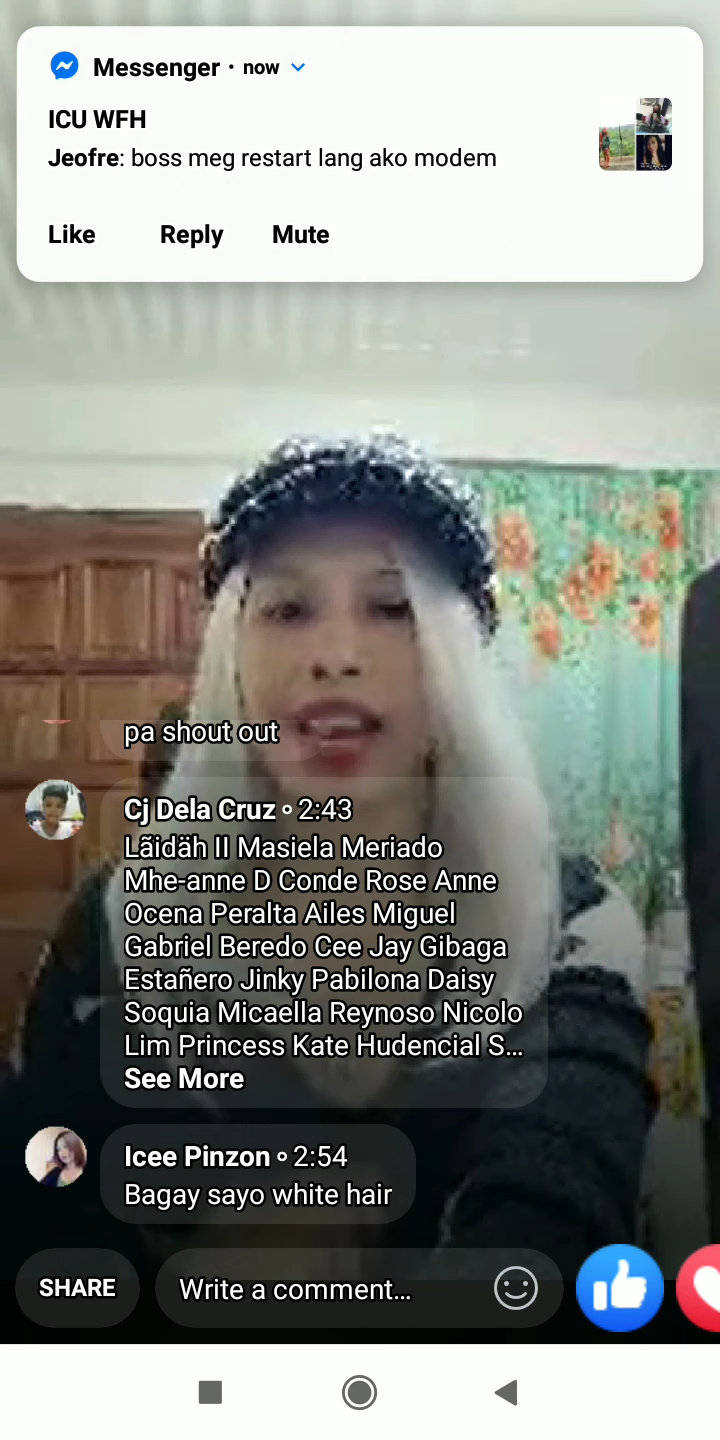 Messenger · now
ICU WFH
Jeofre: boss meg restart lang ako modem
Like Reply Mute
pa shout out
Cj Dela Cruz 2:43
Lãidäh II Masiela Meriado
Mhe-anne D Conde Rose Anne
Ocena Peralta Ailes Miguel
Gabriel Beredo Cee Jay Gibaga
Estañero Jinky Pabilona Daisy
Soquia Micaella Reynoso Nicolo
Lim Princess Kate Hudencial S...
See More
Icee Pinzon 2:54
Bagay sayo white hair
SHARE Write a comment...